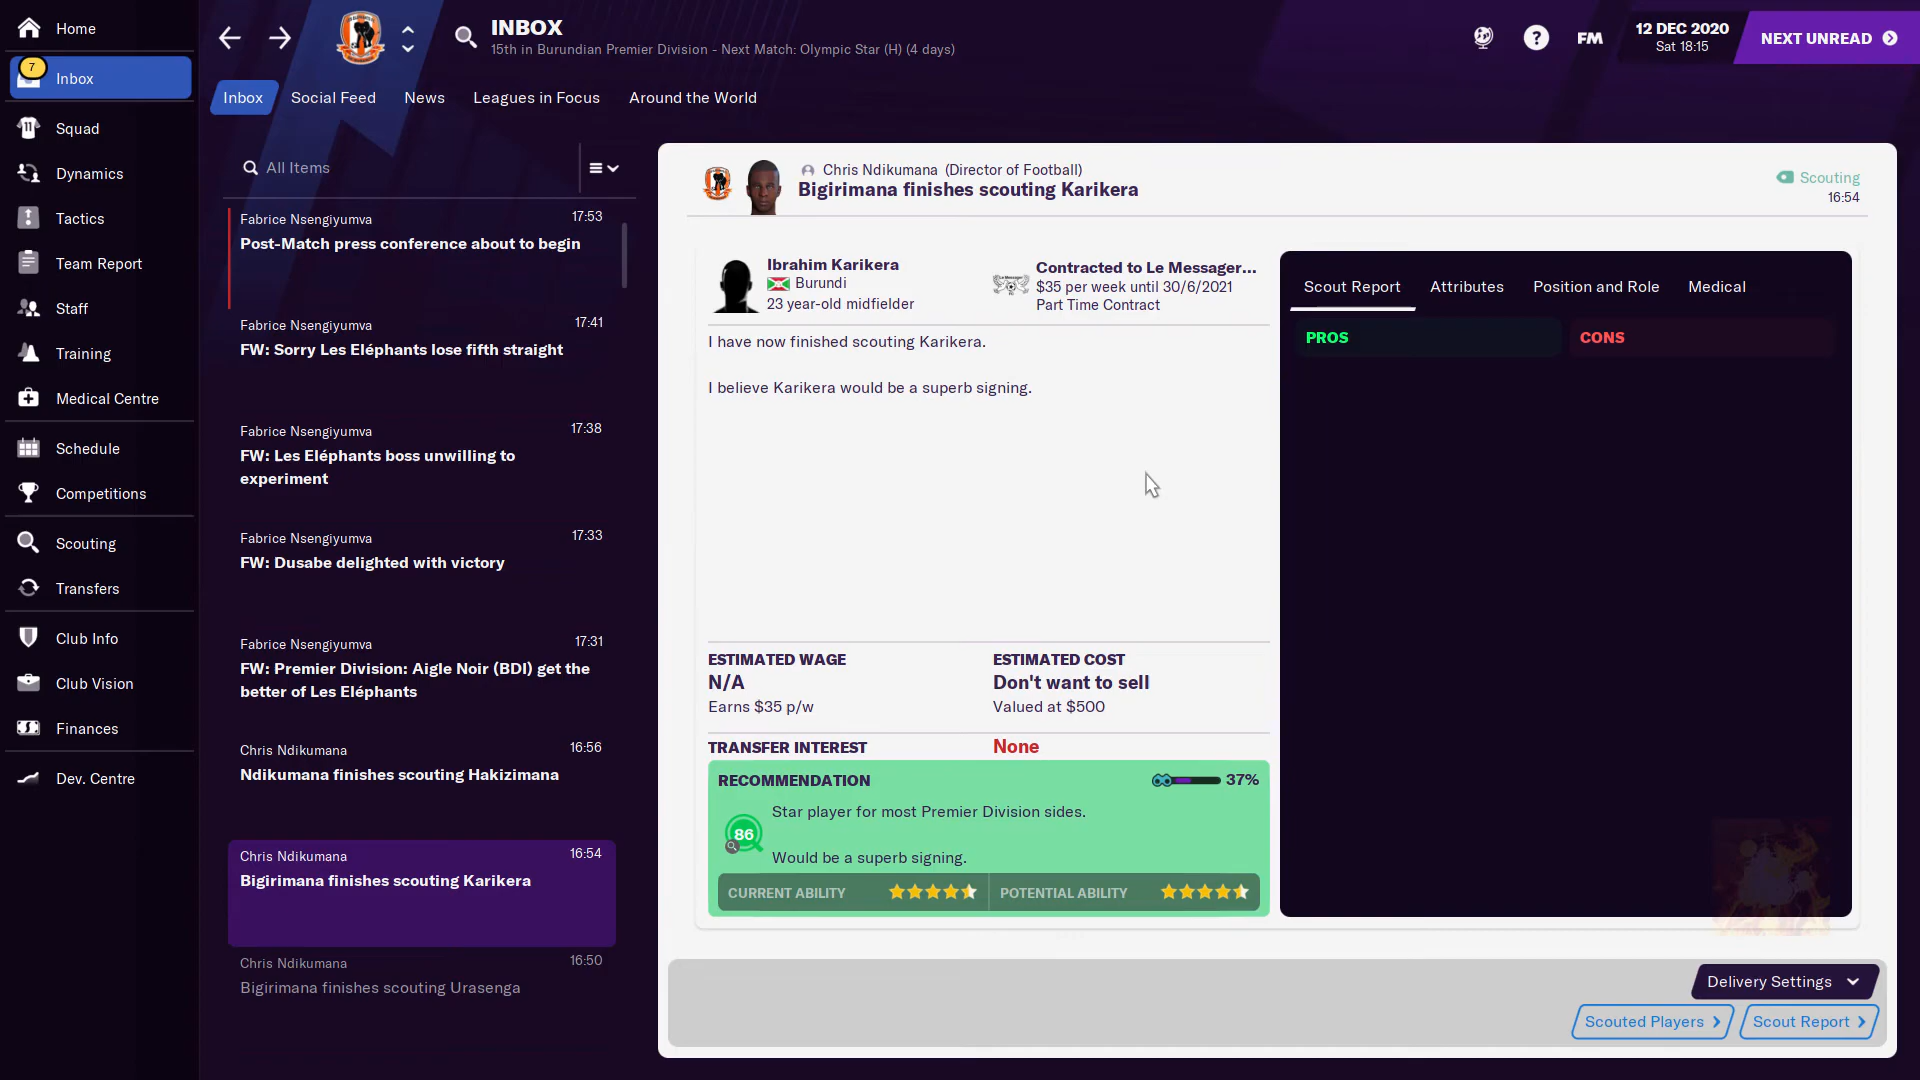 Home
7
Inbox
Squad
Dynamics
Tactics
Team Report
Staff
Training
Medical Centre
Schedule
Competitions
Scouting
Transfers
Club Info
Club Vision
Finances
Dev. Centre
INBOX
15th in Burundian Premier Division - Next Match: Olympic Star (H) (4 days)
FM
12 DEC 2020
Sat 18:15
NEXT UNREAD
Inbox
Social Feed
News
Leagues in Focus
Around the World
All Items
Fabrice Nsengiyumva 17:53
Post-Match press conference about to begin
Fabrice Nsengiyumva 17:41
FW: Sorry Les Eléphants lose fifth straight
Fabrice Nsengiyumva 17:38
FW: Les Eléphants boss unwilling to
experiment
Fabrice Nsengiyumva 17:33
FW: Dusabe delighted with victory
Fabrice Nsengiyumva 17:31
FW: Premier Division: Aigle Noir (BDI) get the
better of Les Eléphants
Chris Ndikumana 16:56
Ndikumana finishes scouting Hakizimana
Chris Ndikumana 16:54
Bigirimana finishes scouting Karikera
Chris Ndikumana 16:50
Bigirimana finishes scouting Urasenga
Chris Ndikumana (Director of Football)
Bigirimana finishes scouting Karikera
Scouting
16:54
Ibrahim Karikera
Burundi
23 year-old midfielder
Contracted to Le Messager...
$35 per week until 30/6/2021
Part Time Contract
I have now finished scouting Karikera.
I believe Karikera would be a superb signing.
ESTIMATED WAGE
N/A
Earns $35 p/w
ESTIMATED COST
Don't want to sell
Valued at $500
TRANSFER INTEREST
None
RECOMMENDATION
37%
86
Star player for most Premier Division sides.
Would be a superb signing.
CURRENT ABILITY
POTENTIAL ABILITY
Scout Report
Attributes
Position and Role
Medical
PROS
CONS
Delivery Settings
Scouted Players
Scout Report